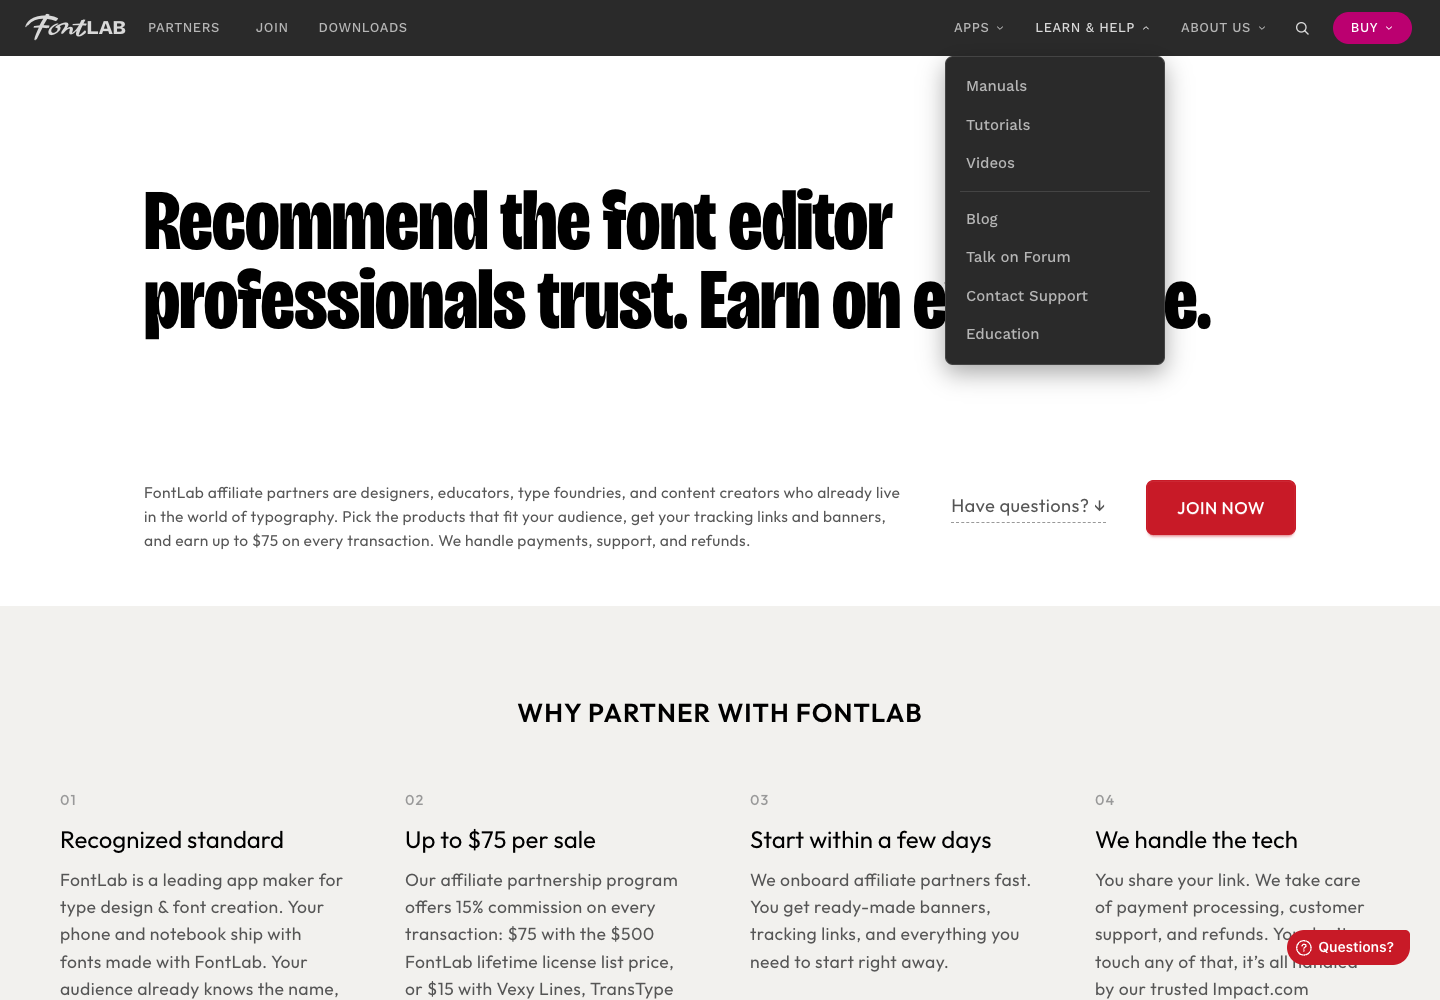 FontLAB PARTNERS JOIN DOWNLOADS APPS LEARN & HELP ABOUT US BUY
Manuals
Tutorials
Videos
Blog
Talk on Forum
Contact Support
Education
Recommend the font editor
professionals trust. Earn on e
e.
FontLab affiliate partners are designers, educators, type foundries, and content creators who already live
in the world of typography. Pick the products that fit your audience, get your tracking links and banners,
and earn up to $75 on every transaction. We handle payments, support, and refunds.
Have questions? ↓
JOIN NOW
WHY PARTNER WITH FONTLAB
01
Recognized standard
FontLab is a leading app maker for
type design & font creation. Your
phone and notebook ship with
fonts made with FontLab. Your
audience already knows the name,
02
Up to $75 per sale
Our affiliate partnership program
offers 15% commission on every
transaction: $75 with the $500
FontLab lifetime license list price,
or $15 with Vexy Lines, TransType
03
Start within a few days
We onboard affiliate partners fast.
You get ready-made banners,
tracking links, and everything you
need to start right away.
04
We handle the tech
You share your link. We take care
of payment processing, customer
support, and refunds.
touch any of that, it's all handled
by our trusted Impact.com
Questions?